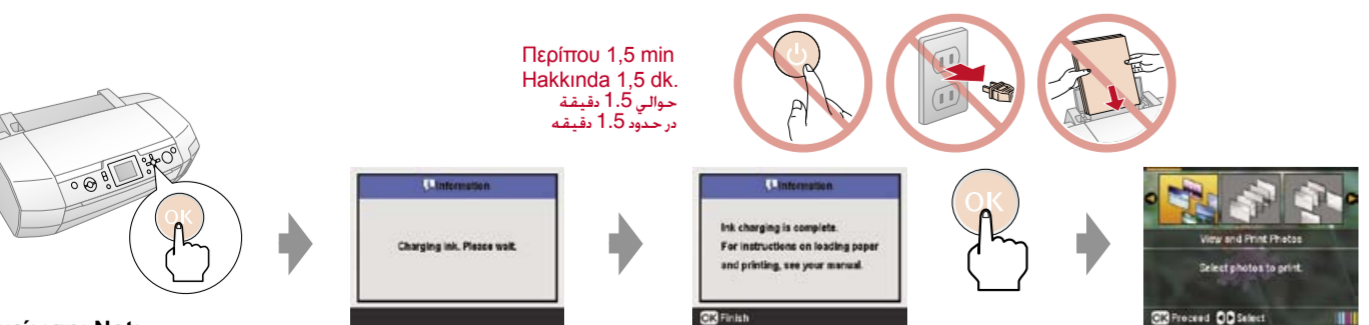 Περίπου 1,5 min
Hakkında 1,5 dk.
حوالي 1.5 دقيقة
در حدود 1.5 دقیقه
OK
Information
Charging ink. Please wait.
Information
Ink charging is complete.
For instructions on loading paper
and printing, see your manual.
OK Finish
OK
View and Print Photos
Select photos to print.
OK Proceed Select